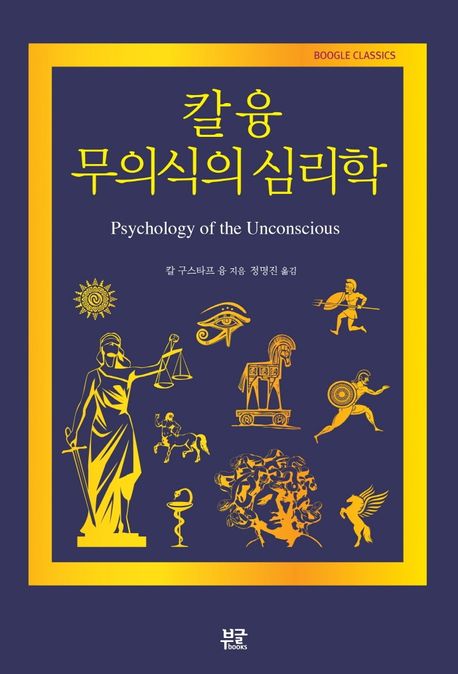 BOOGLE CLASSICS
칼 융
무의식의 심리학
Psychology of the Unconscious
칼 구스타프 융 지음 정명진 옮김
부글
BOOKS